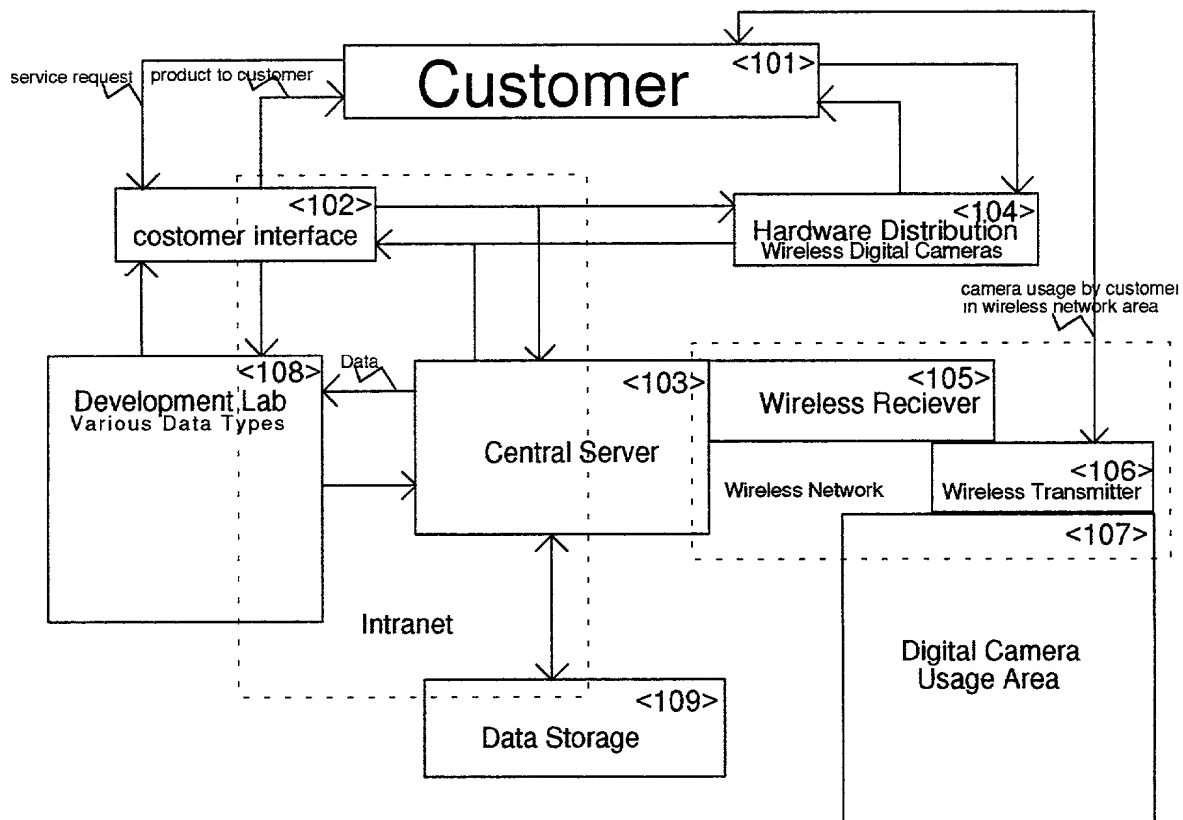 <101>
Customer
service request
product to customer
<102>
costomer interface
<104>
Hardware Distribution
Wireless Digital Cameras
camera usage by customer
in wireless network area
<108>
Development Lab
Various Data Types
Data
<103>
Central Server
<105>
Wireless Reciever
Wireless Network
<106>
Wireless Transmitter
<107>
Digital Camera
Usage Area
Intranet
<109>
Data Storage